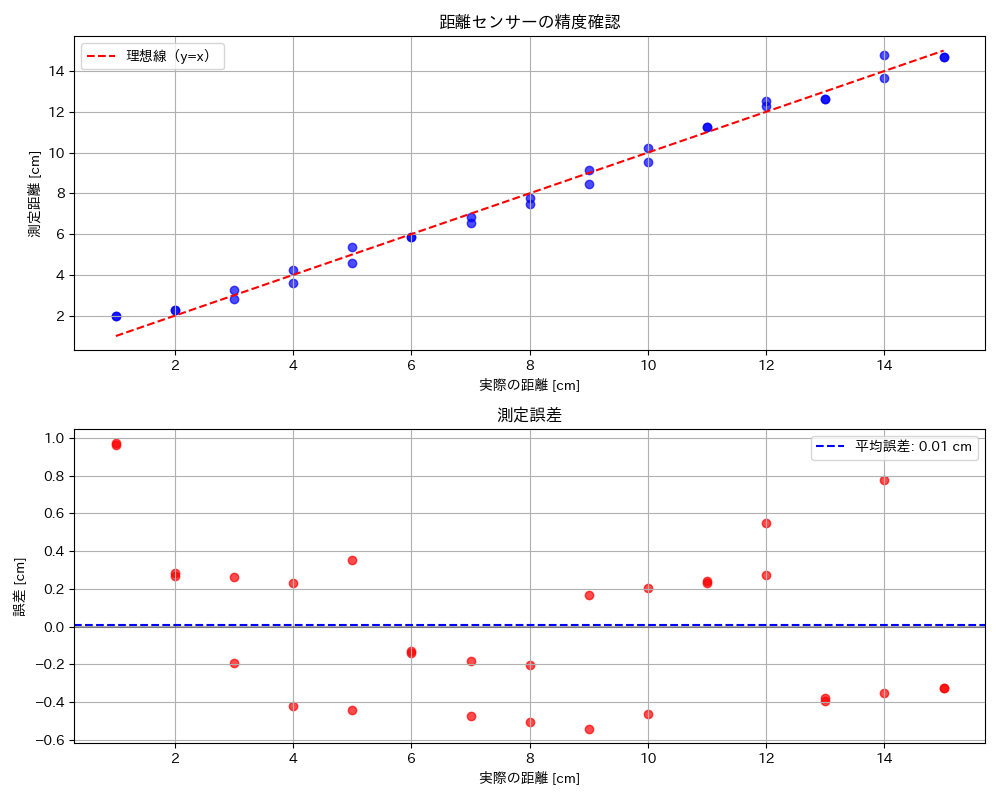 距離センサーの精度確認
理想線（y=x）
測定距離 [cm]
14
12
10
8
6
4
2
2 4 6 8 10 12 14
実際の距離 [cm]
測定誤差
平均誤差: 0.01 cm
誤差 [cm]
1.0
0.8
0.6
0.4
0.2
0.0
−0.2
−0.4
−0.6
2 4 6 8 10 12 14
実際の距離 [cm]